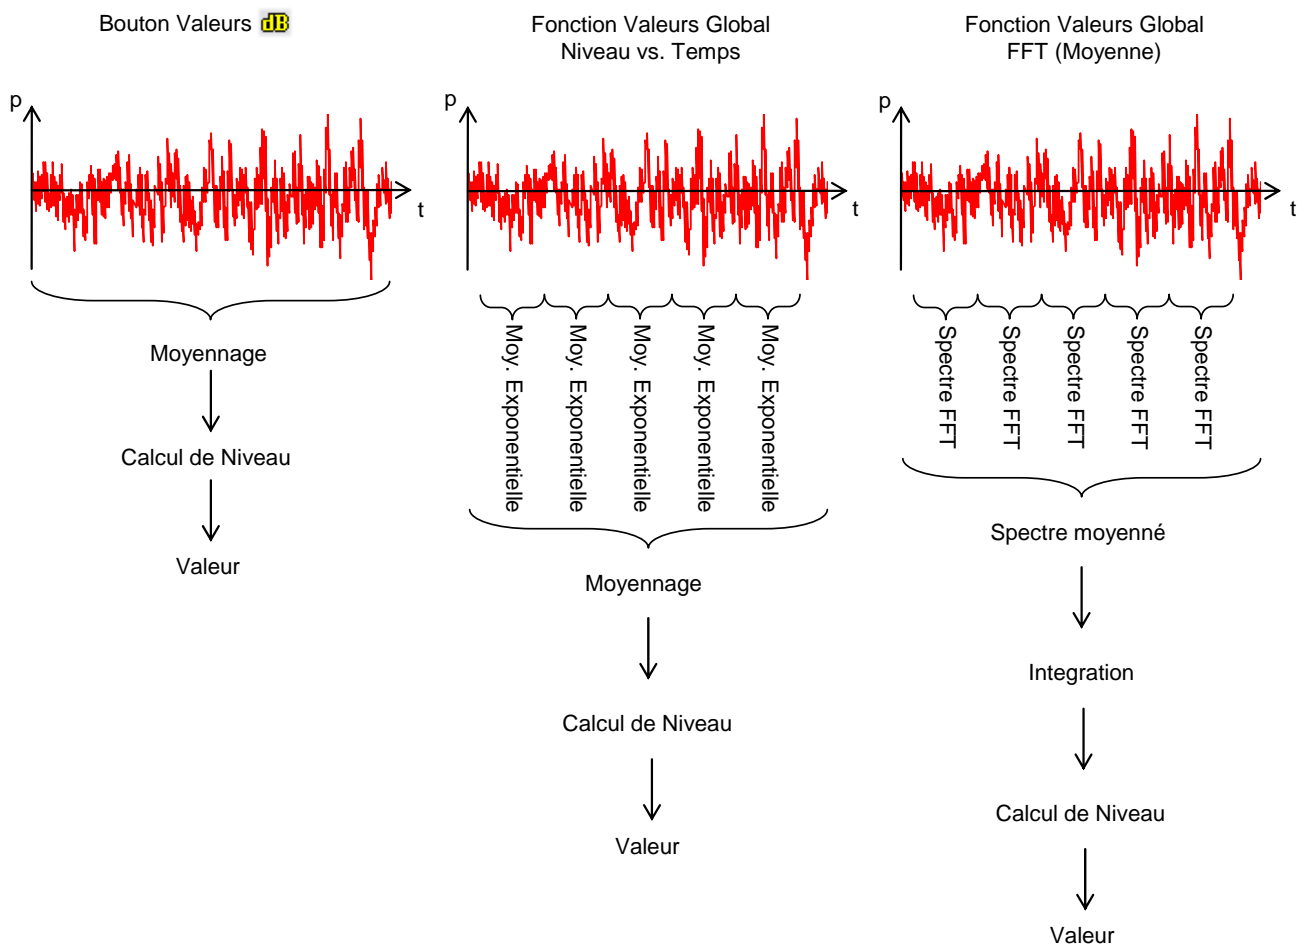 Bouton Valeurs dB
p
t
Moyennage
Calcul de Niveau
Valeur
Fonction Valeurs Global
Niveau vs. Temps
p
t
Moy. Exponentielle
Moy. Exponentielle
Moy. Exponentielle
Moy. Exponentielle
Moy. Exponentielle
Moyennage
Calcul de Niveau
Valeur
Fonction Valeurs Global
FFT (Moyenne)
p
t
Spectre FFT
Spectre FFT
Spectre FFT
Spectre FFT
Spectre FFT
Spectre moyenné
Integration
Calcul de Niveau
Valeur